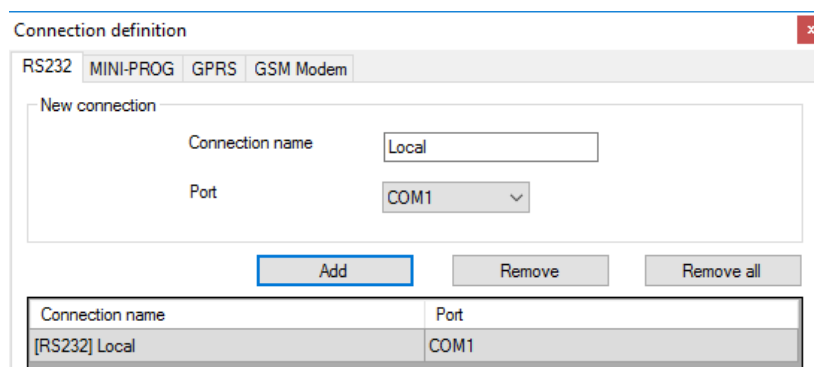 Connection definition
x
RS232 MINI-PROG GPRS GSM Modem
New connection
Connection name Local
Port COM1
Add Remove Remove all
Connection name Port
[RS232] Local COM1